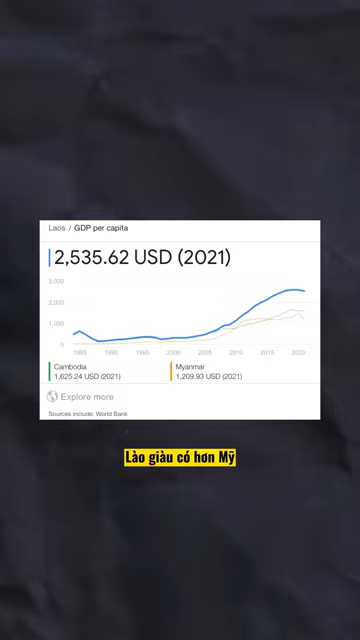 Laos / GDP per capita
2,535.62 USD (2021)
3,000
2,000
1,000
0
1985 1990 1995 2000 2005 2010 2015 2020
Cambodia
1,625.24 USD (2021)
Myanmar
1,209.93 USD (2021)
Explore more
Sources include: World Bank
Lào giàu có hơn Mỹ